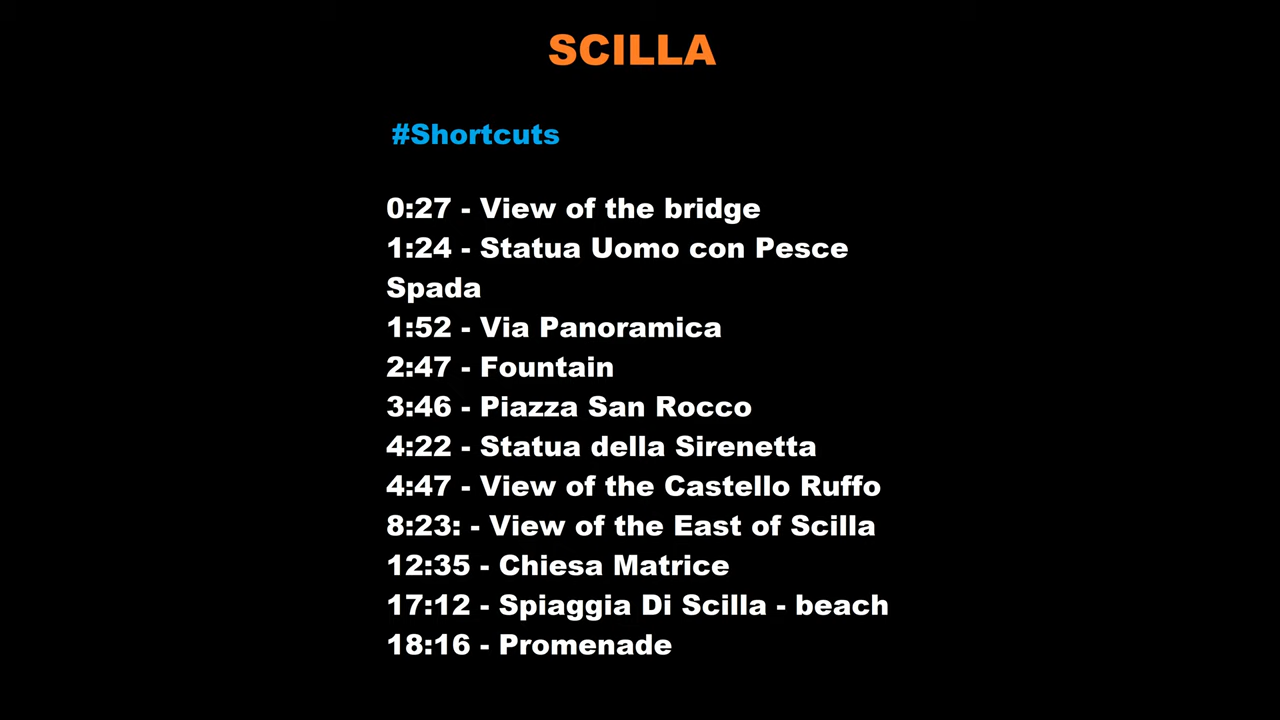 SCILLA
#Shortcuts
0:27 - View of the bridge
1:24 - Statua Uomo con Pesce
Spada
1:52 - Via Panoramica
2:47 - Fountain
3:46 - Piazza San Rocco
4:22 - Statua della Sirenetta
4:47 - View of the Castello Ruffo
8:23: - View of the East of Scilla
12:35 - Chiesa Matrice
17:12 - Spiaggia Di Scilla - beach
18:16 - Promenade